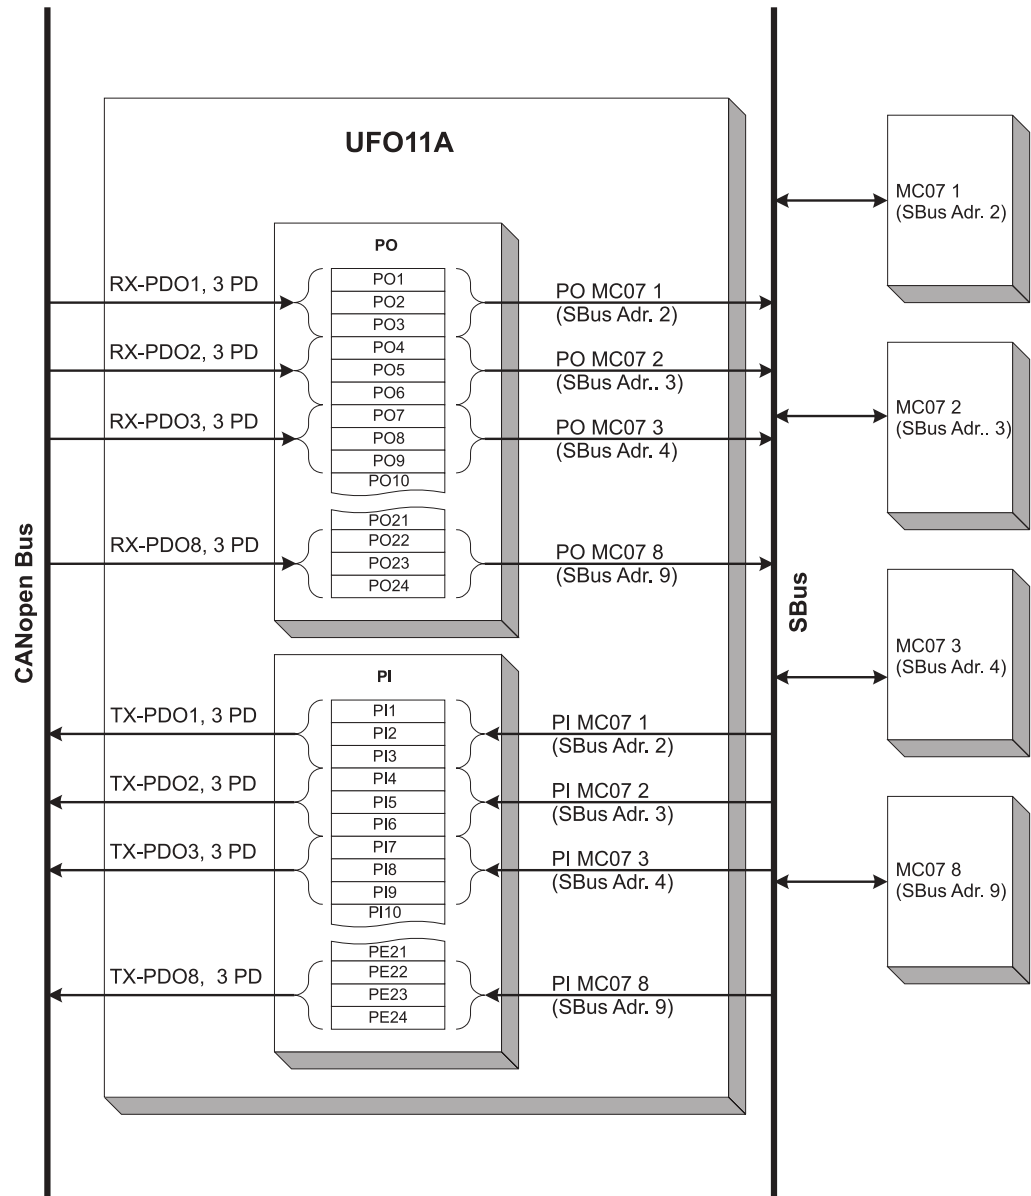 UFO11A
PO
RX-PDO1, 3 PD
PO1
PO2
PO3
PO MC07 1
(SBus Adr. 2)
RX-PDO2, 3 PD
PO4
PO5
PO6
PO MC07 2
(SBus Adr.. 3)
RX-PDO3, 3 PD
PO7
PO8
PO9
PO10
PO MC07 3
(SBus Adr. 4)
RX-PDO8, 3 PD
PO21
PO22
PO23
PO24
PO MC07 8
(SBus Adr. 9)
CANopen Bus
SBus
PI
TX-PDO1, 3 PD
PI1
PI2
PI3
PI MC07 1
(SBus Adr. 2)
TX-PDO2, 3 PD
PI4
PI5
PI6
PI MC07 2
(SBus Adr. 3)
TX-PDO3, 3 PD
PI7
PI8
PI9
PI10
PI MC07 3
(SBus Adr. 4)
TX-PDO8, 3 PD
PE21
PE22
PE23
PE24
PI MC07 8
(SBus Adr. 9)
MC07 1
(SBus Adr. 2)
MC07 2
(SBus Adr.. 3)
MC07 3
(SBus Adr. 4)
MC07 8
(SBus Adr. 9)